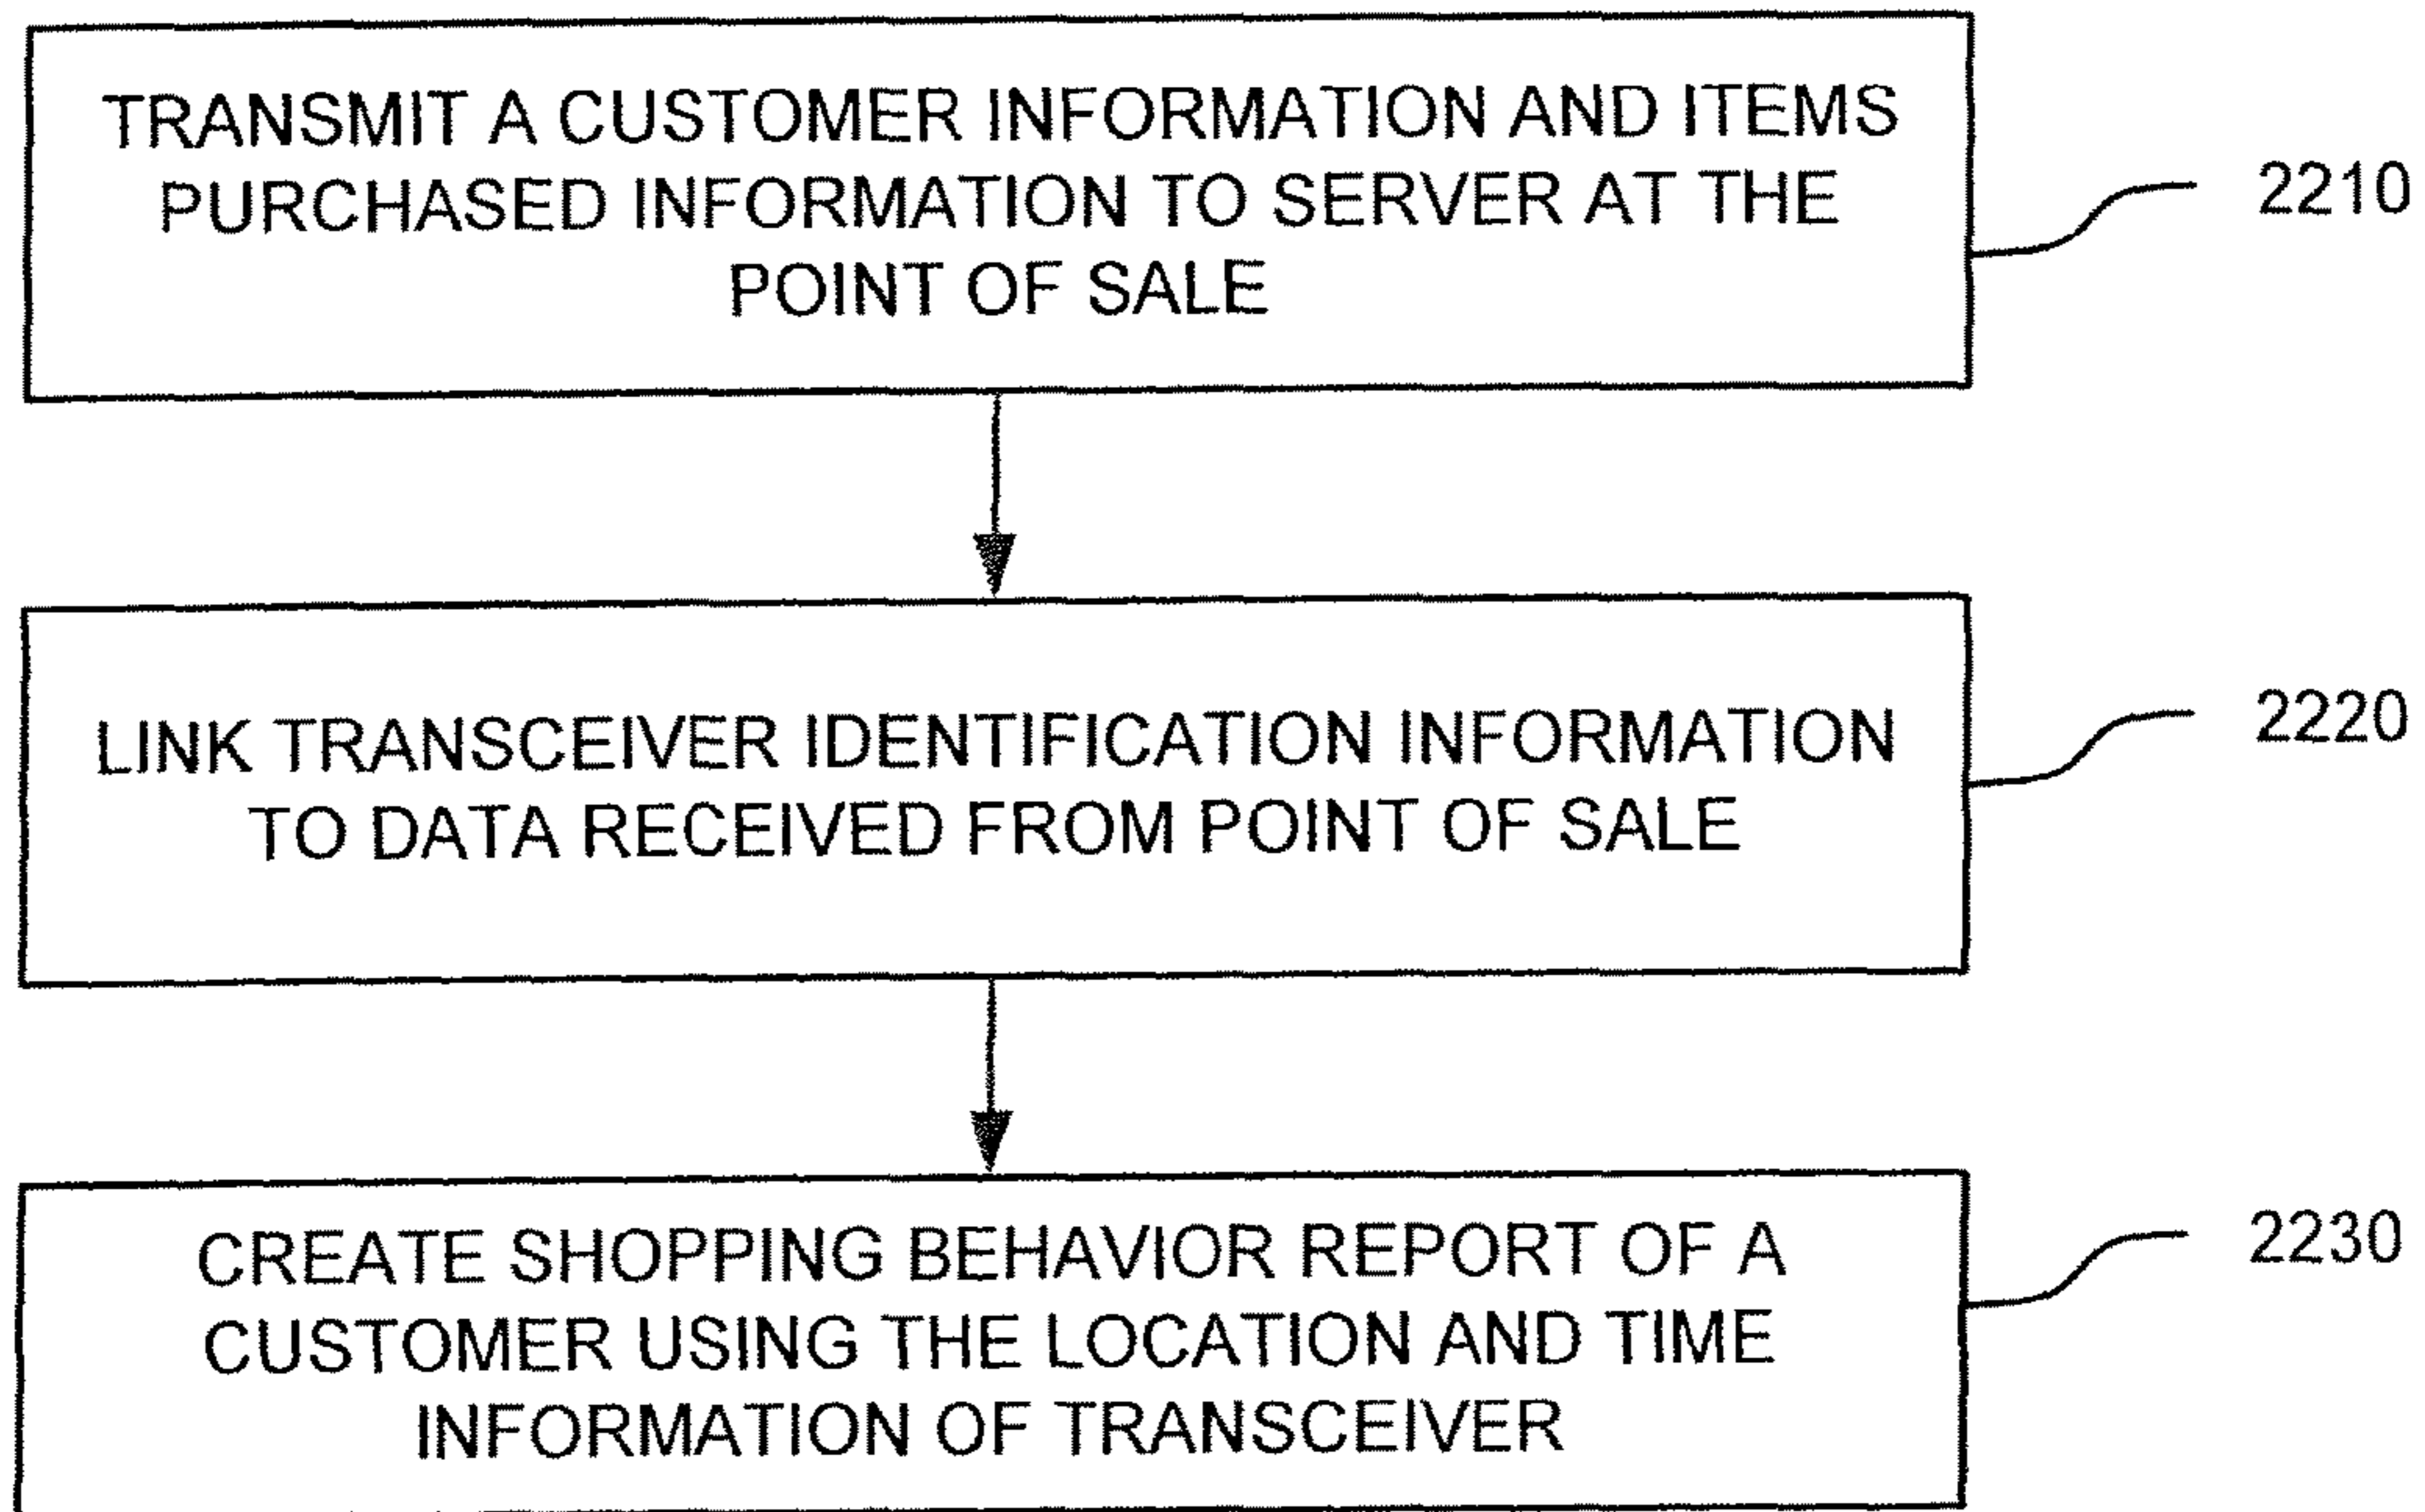 TRANSMIT A CUSTOMER INFORMATION AND ITEMS
PURCHASED INFORMATION TO SERVER AT THE
POINT OF SALE
2210
LINK TRANSCEIVER IDENTIFICATION INFORMATION
TO DATA RECEIVED FROM POINT OF SALE
2220
CREATE SHOPPING BEHAVIOR REPORT OF A
CUSTOMER USING THE LOCATION AND TIME
INFORMATION OF TRANSCEIVER
2230